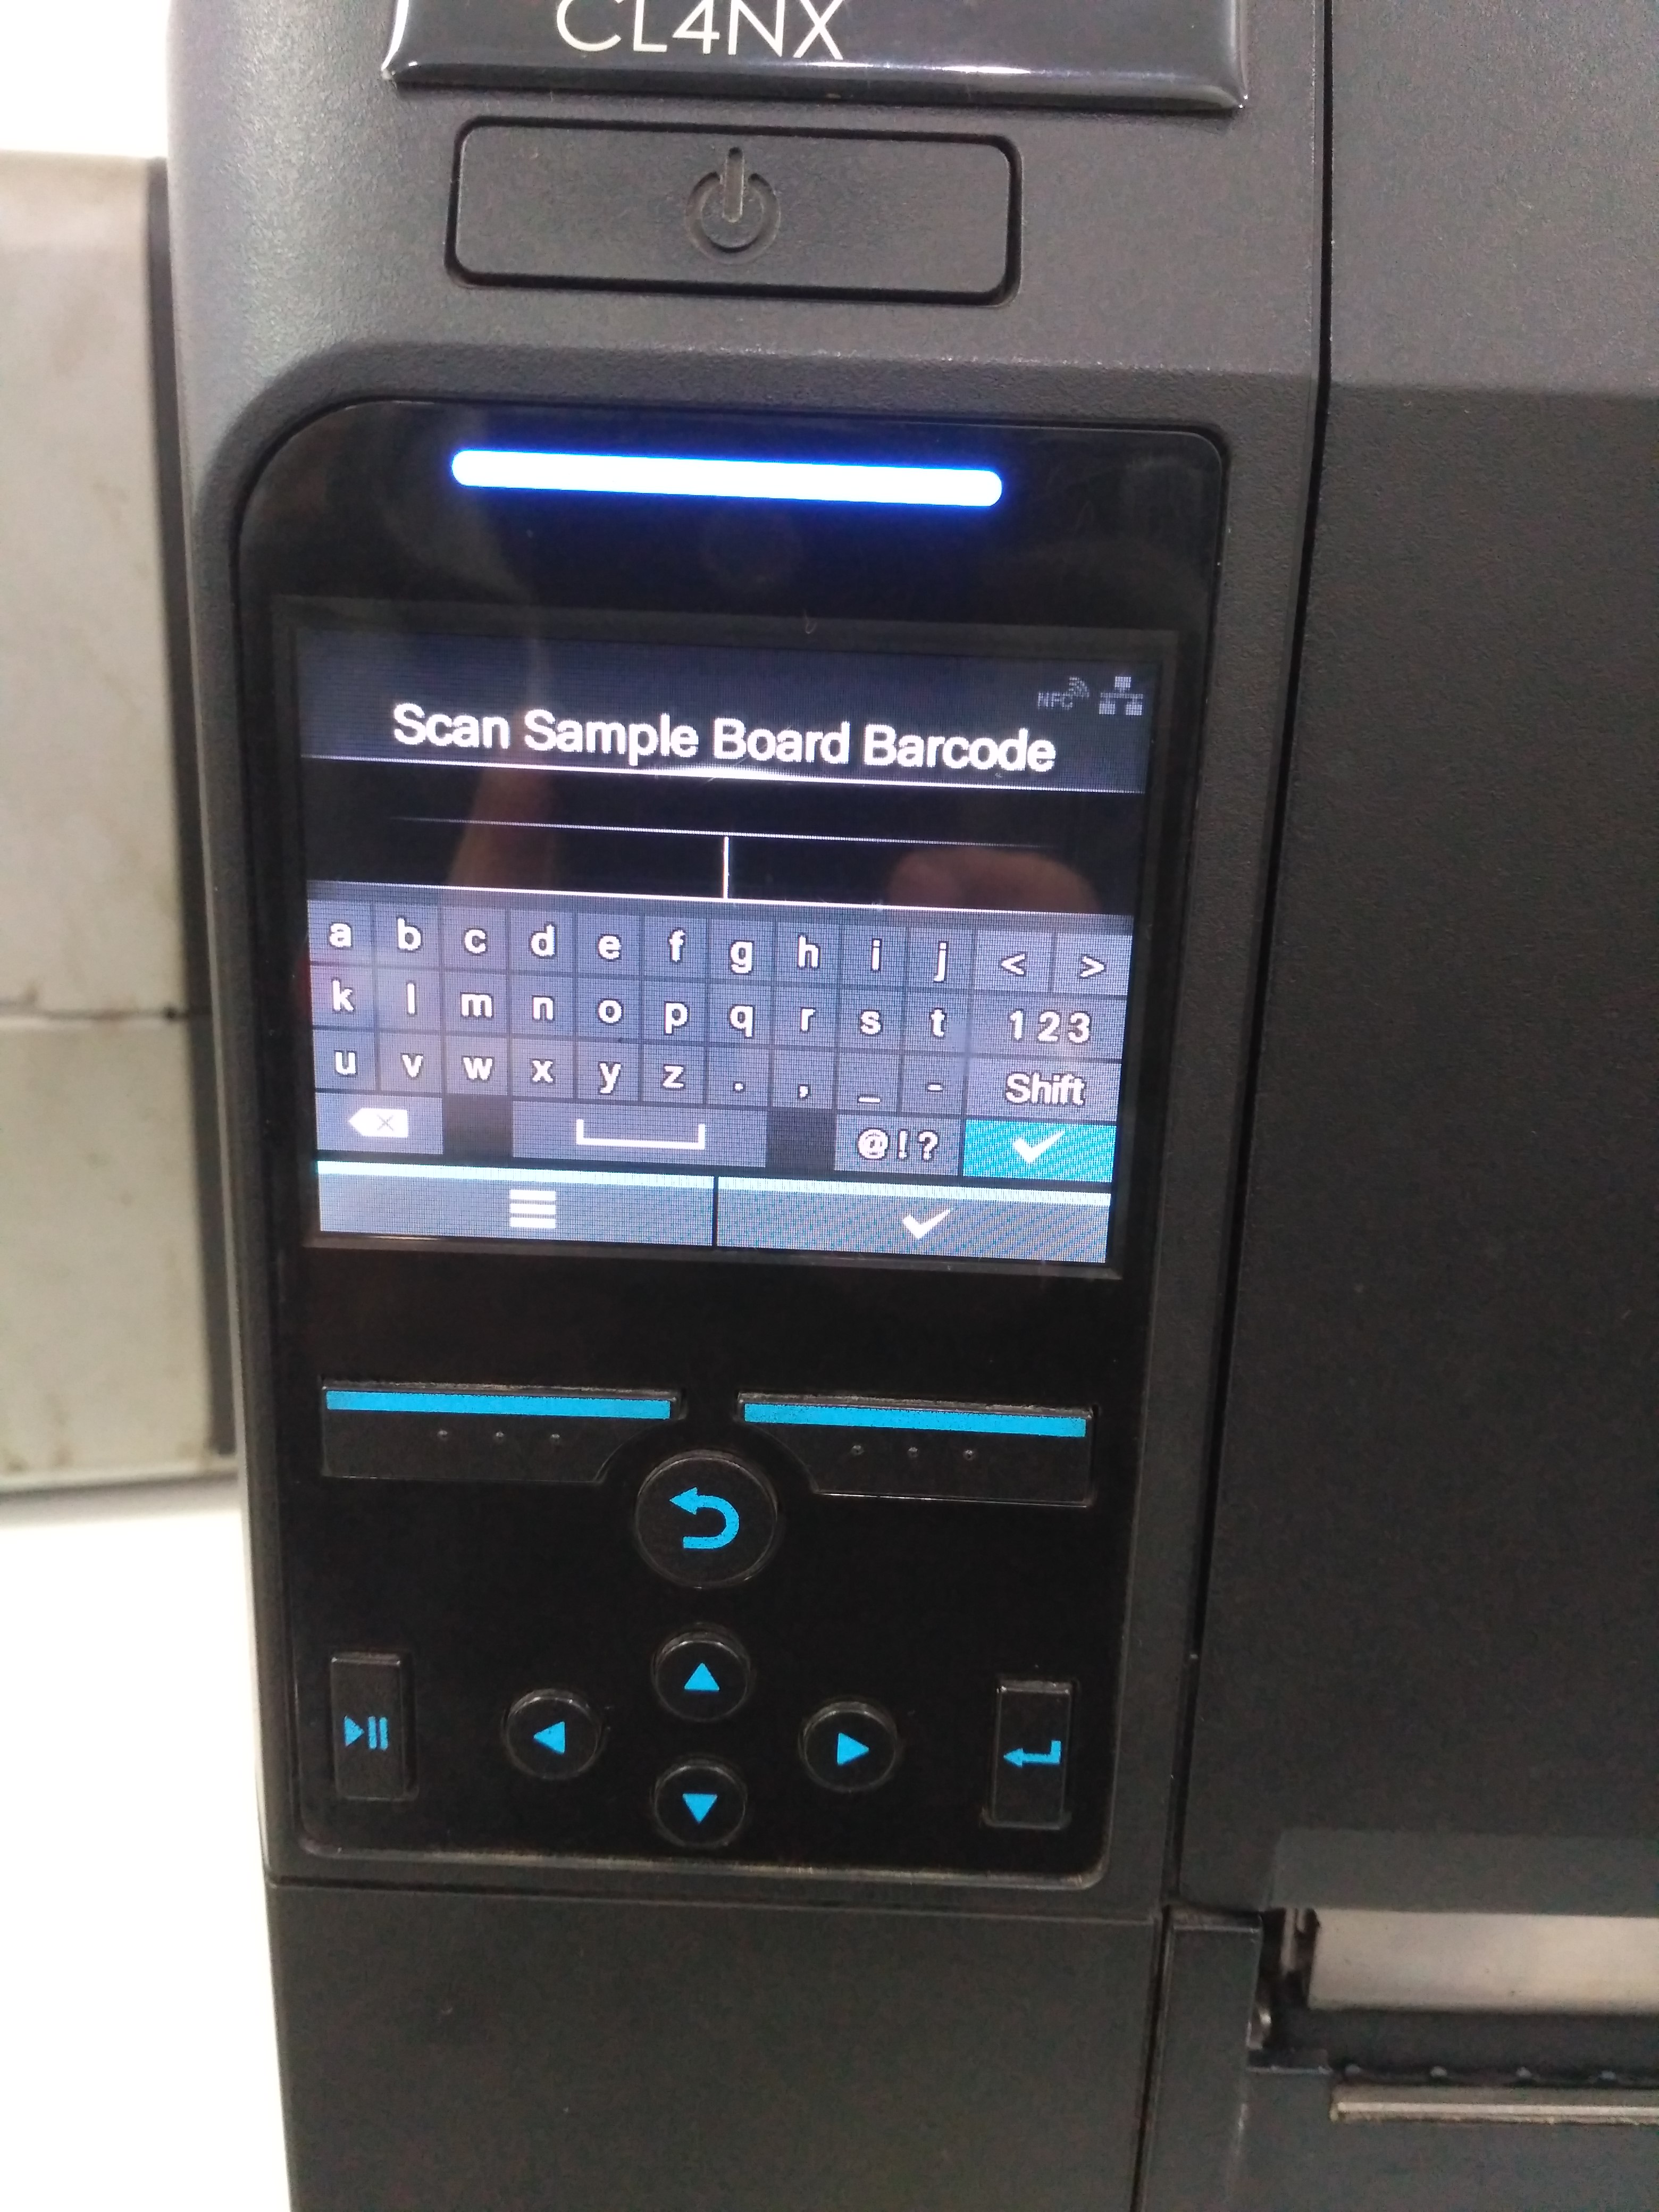 CL4NX
NFC
Scan Sample Board Barcode
a b c d e f g h i j < >
k l m n o p q r s t 123
u v w x y z . , _ - Shift
@!?